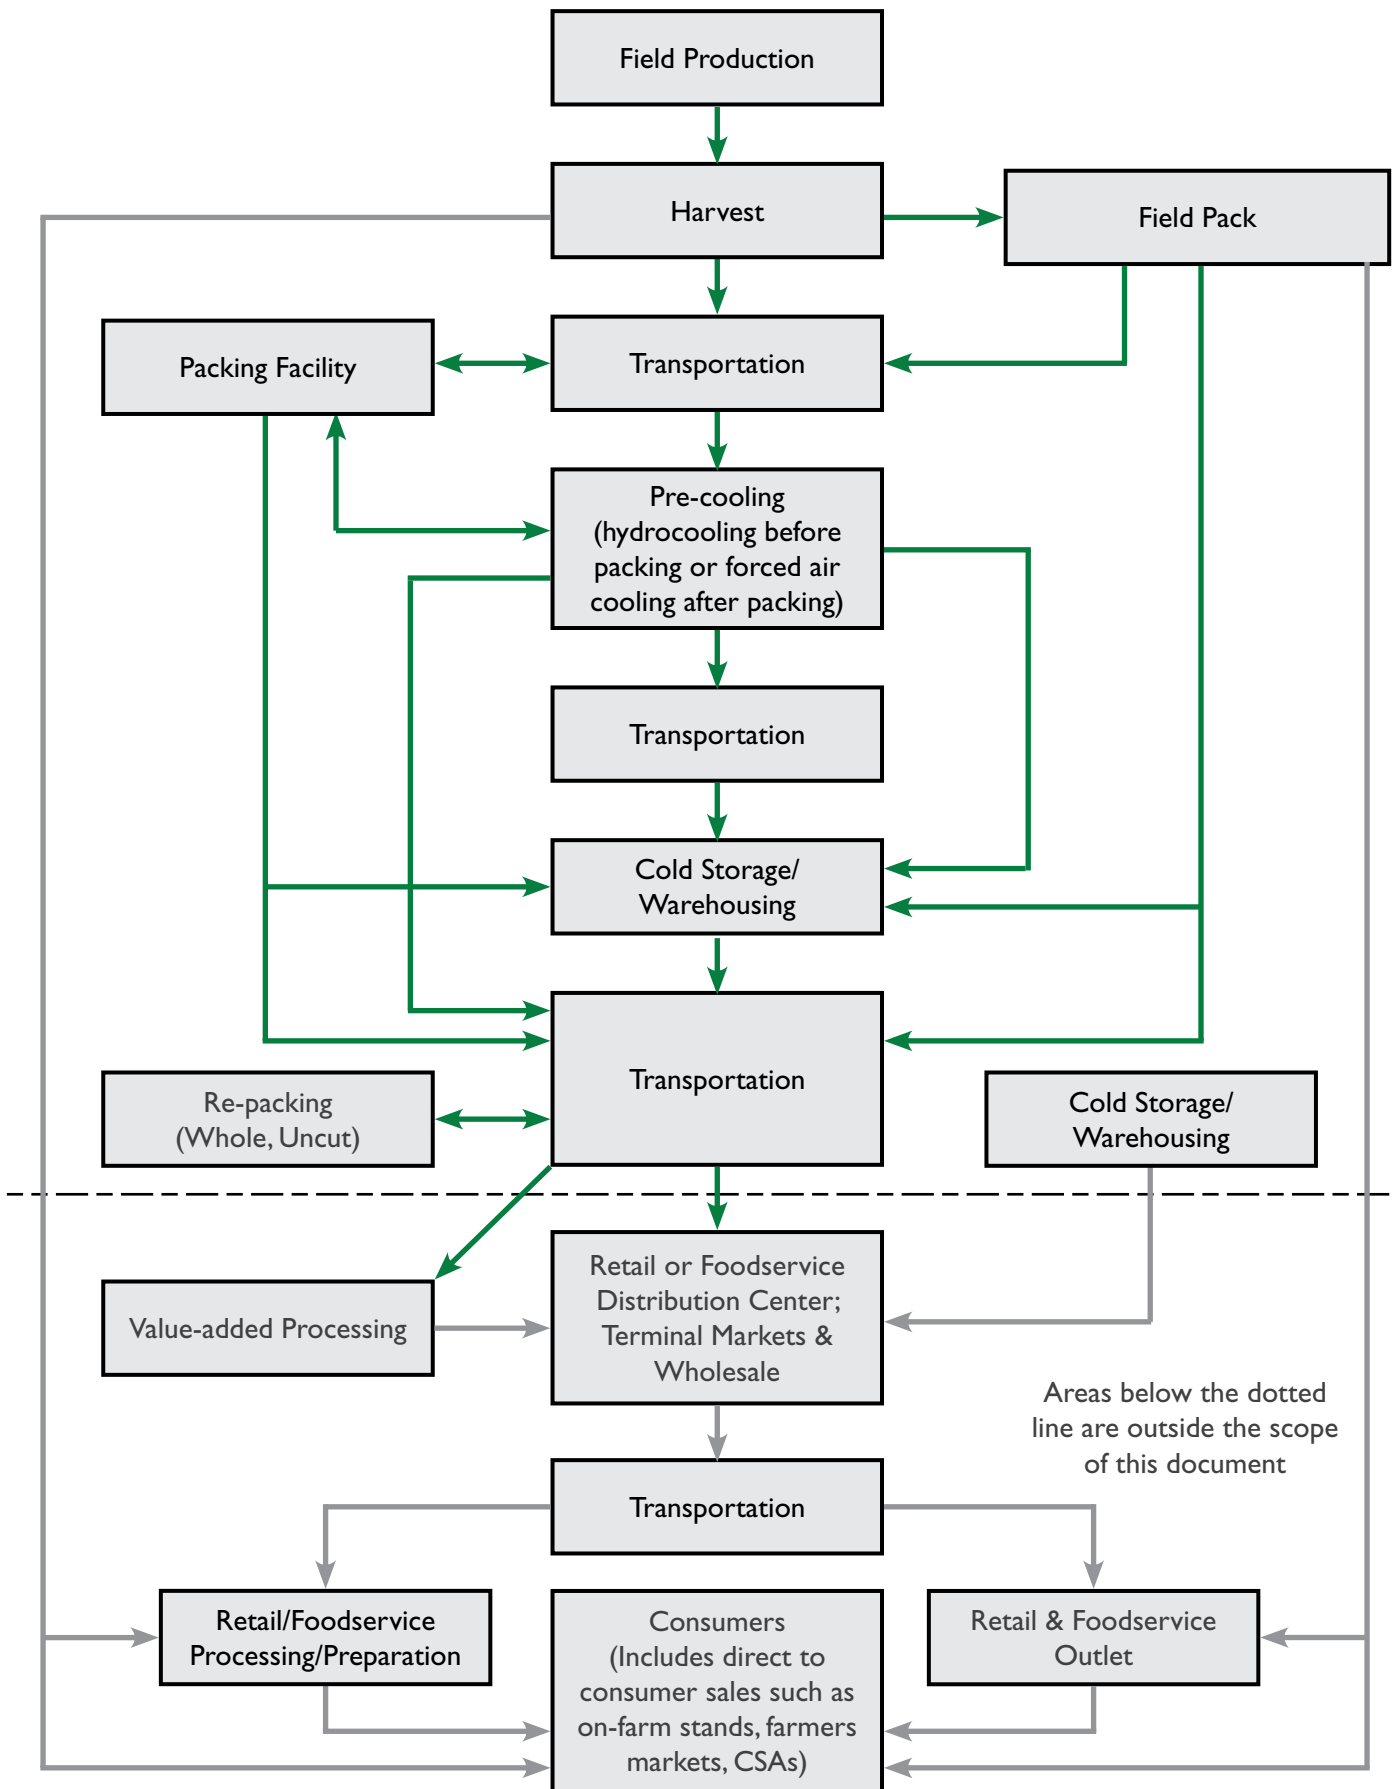 Field Production
Harvest
Field Pack
Packing Facility
Transportation
Pre-cooling
(hydrocooling before
packing or forced air
cooling after packing)
Transportation
Cold Storage/
Warehousing
Transportation
Re-packing
(Whole, Uncut)
Cold Storage/
Warehousing
Retail or Foodservice
Distribution Center;
Terminal Markets &
Wholesale
Value-added Processing
Areas below the dotted
line are outside the scope
of this document
Transportation
Retail/Foodservice
Processing/Preparation
Consumers
(Includes direct to
consumer sales such as
on-farm stands, farmers
markets, CSAs)
Retail & Foodservice
Outlet